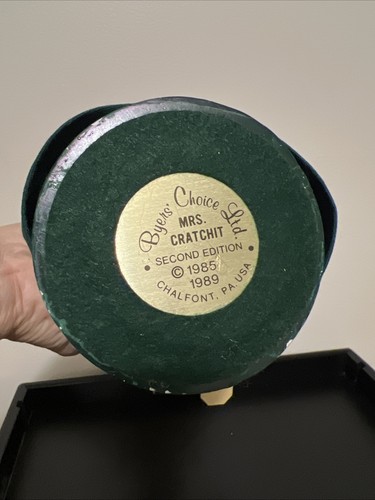 Byers' Choice Ltd.
MRS.
CRATCHIT
SECOND EDITION
• © 1985 •
1989
CHALFONT, PA USA